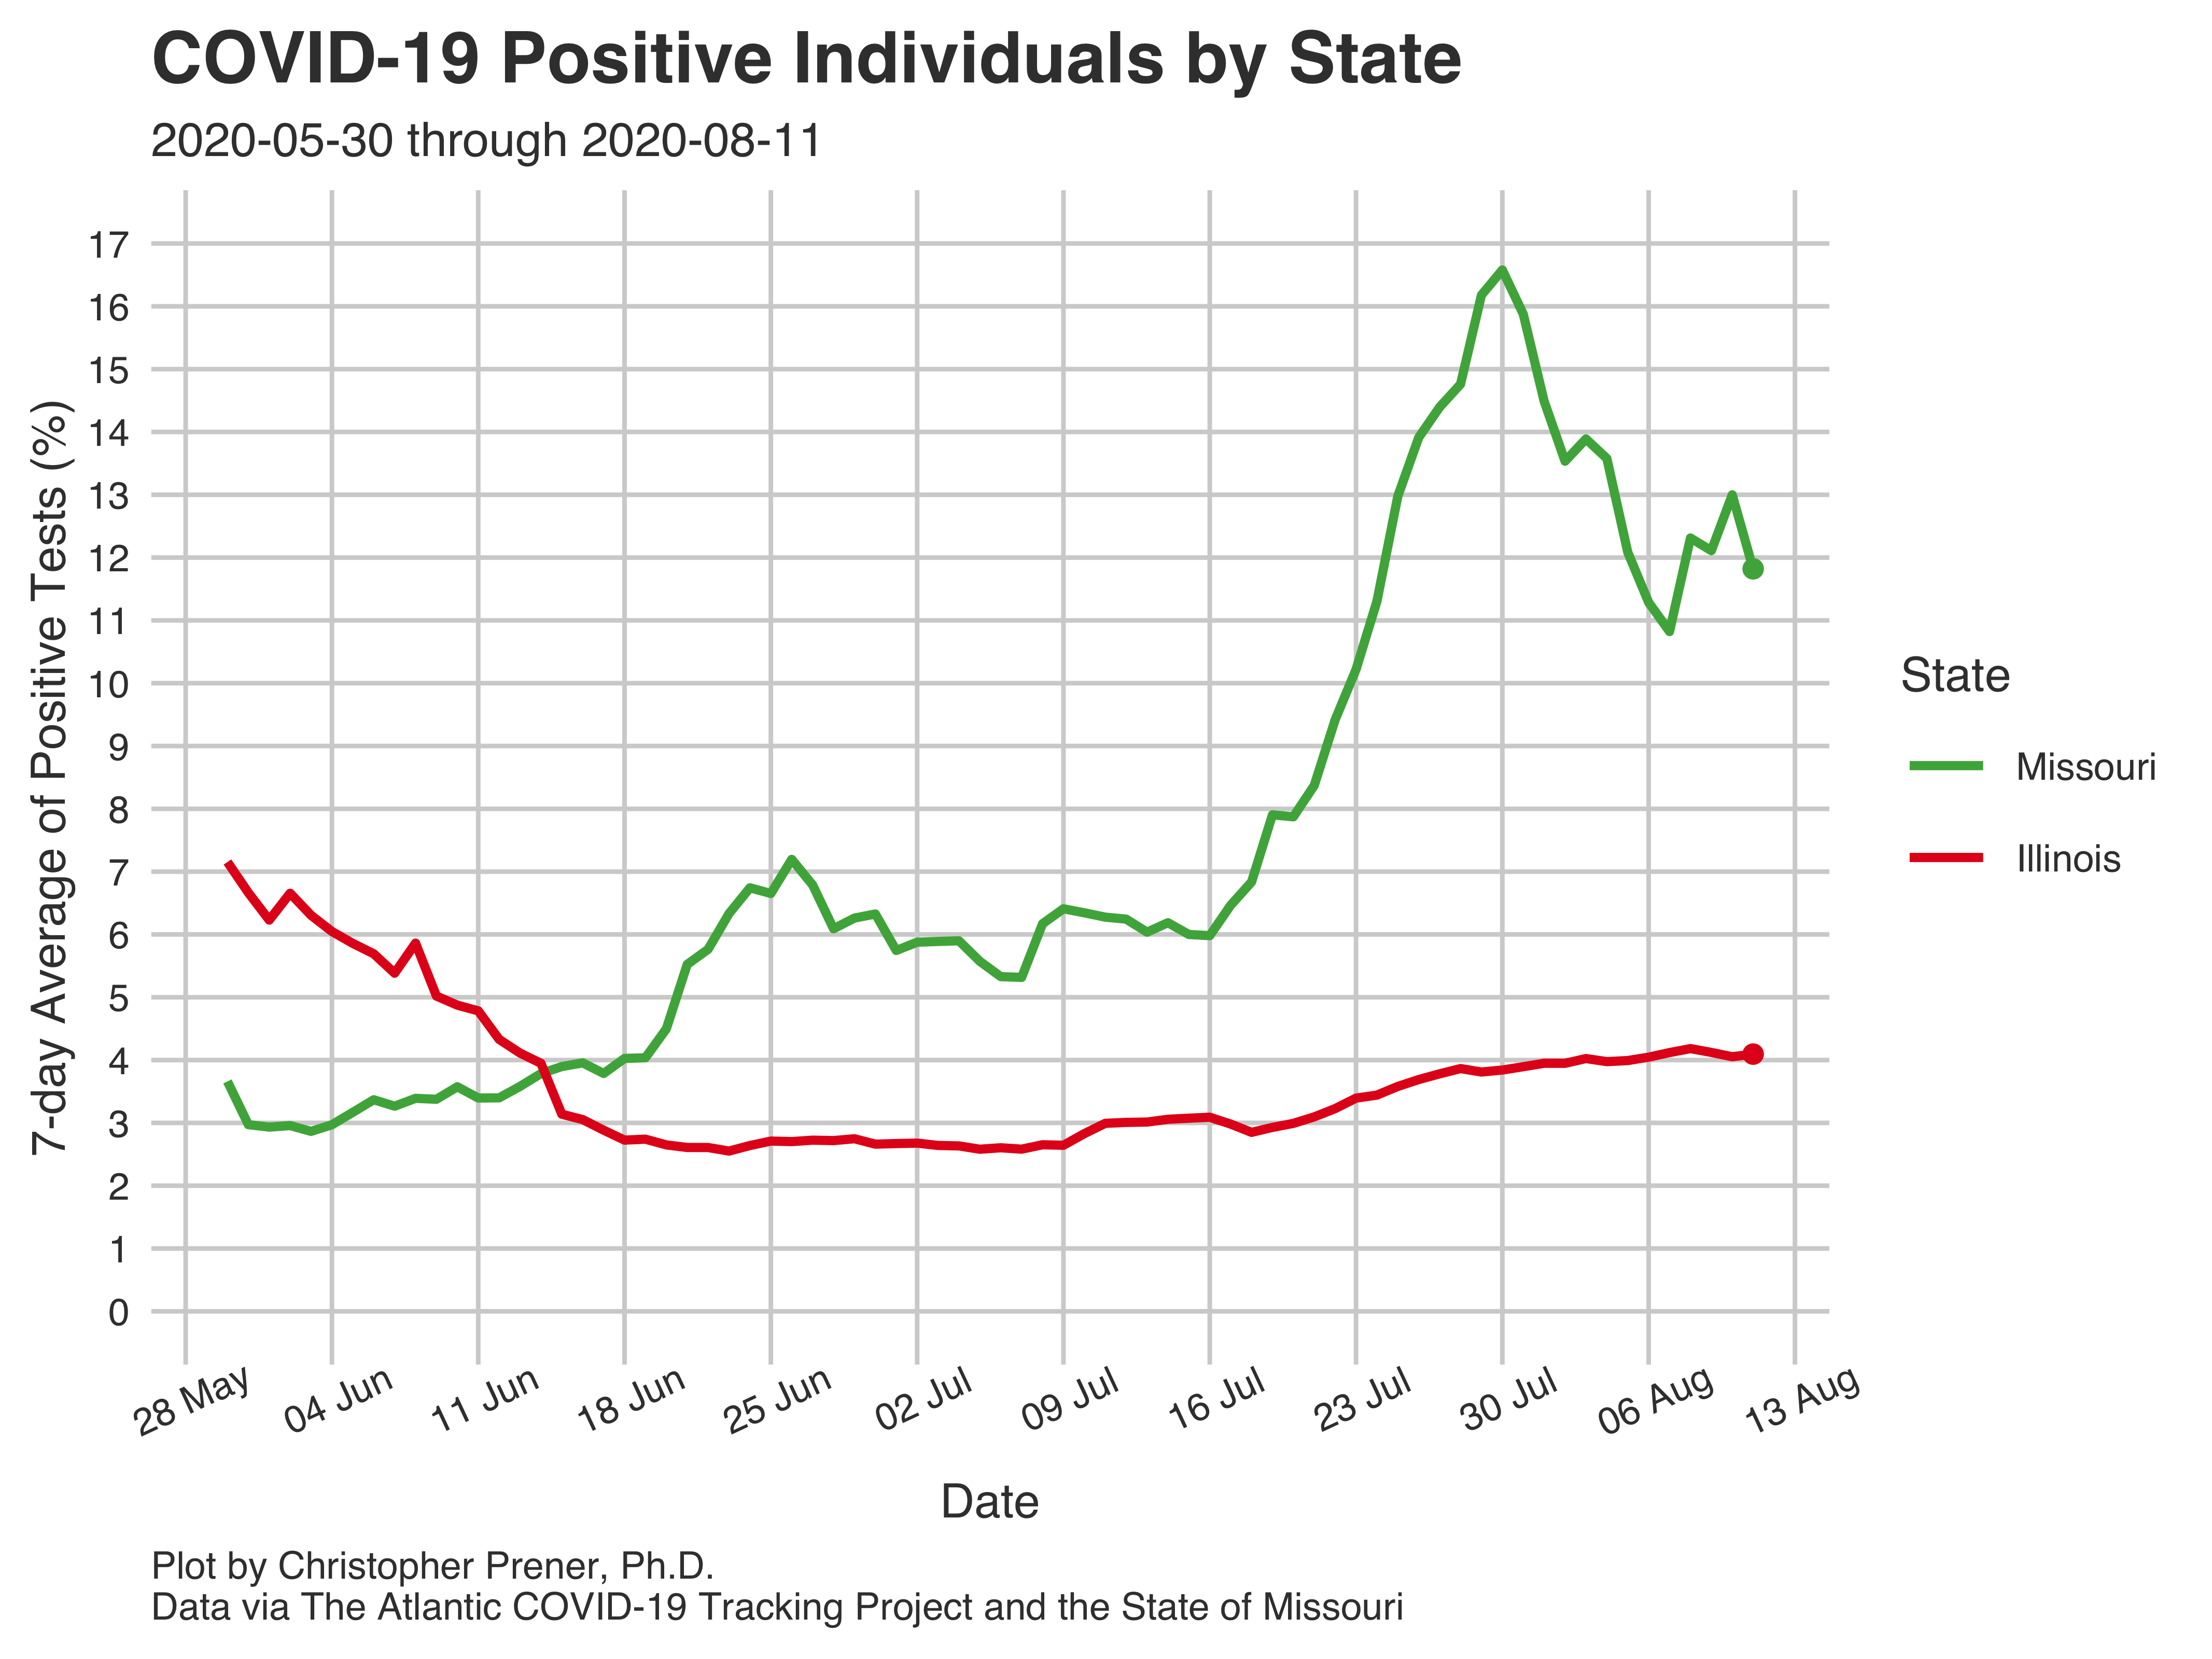 COVID-19 Positive Individuals by State
2020-05-30 through 2020-08-11
7-day Average of Positive Tests (%)
17
16
15
14
13
12
11
10
9
8
7
6
5
4
3
2
1
0
State
Missouri
Illinois
28 May
04 Jun
11 Jun
18 Jun
25 Jun
02 Jul
09 Jul
16 Jul
23 Jul
30 Jul
06 Aug
13 Aug
Date
Plot by Christopher Prener, Ph.D.
Data via The Atlantic COVID-19 Tracking Project and the State of Missouri